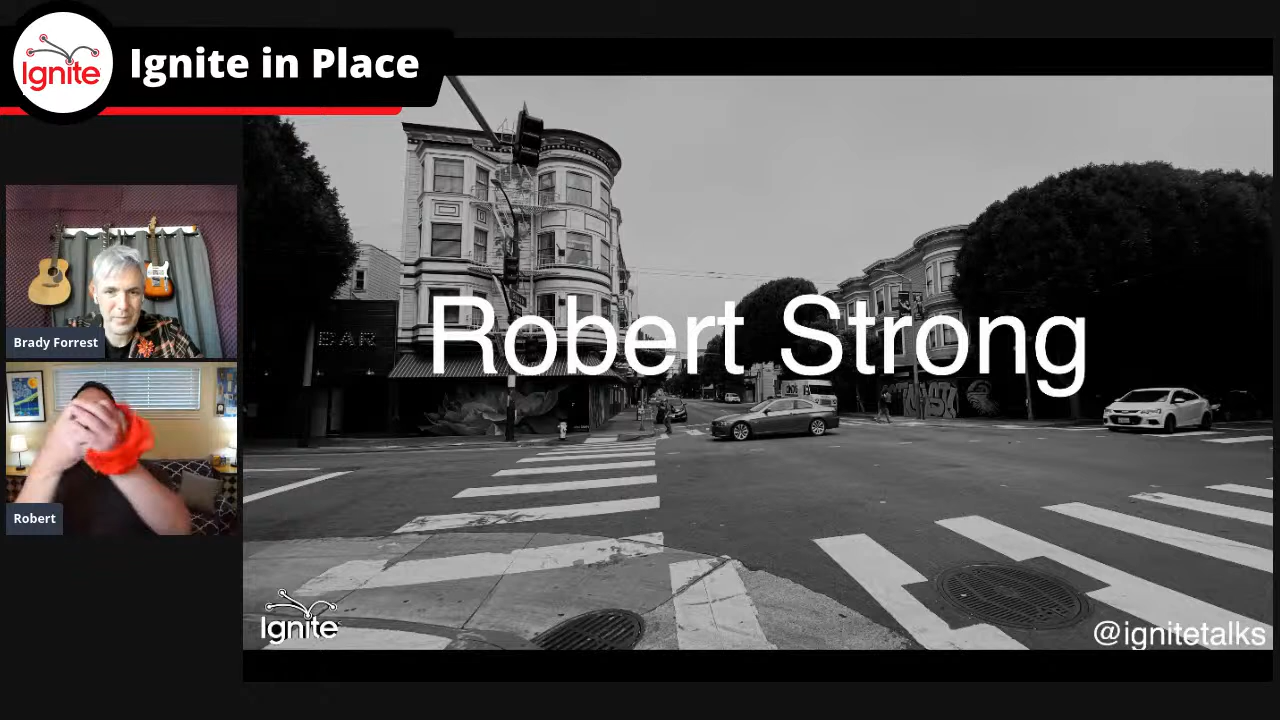 Ignite
Ignite in Place
Brady Forrest
Robert
BAR
Robert Strong
Ignite
@ignitetalks